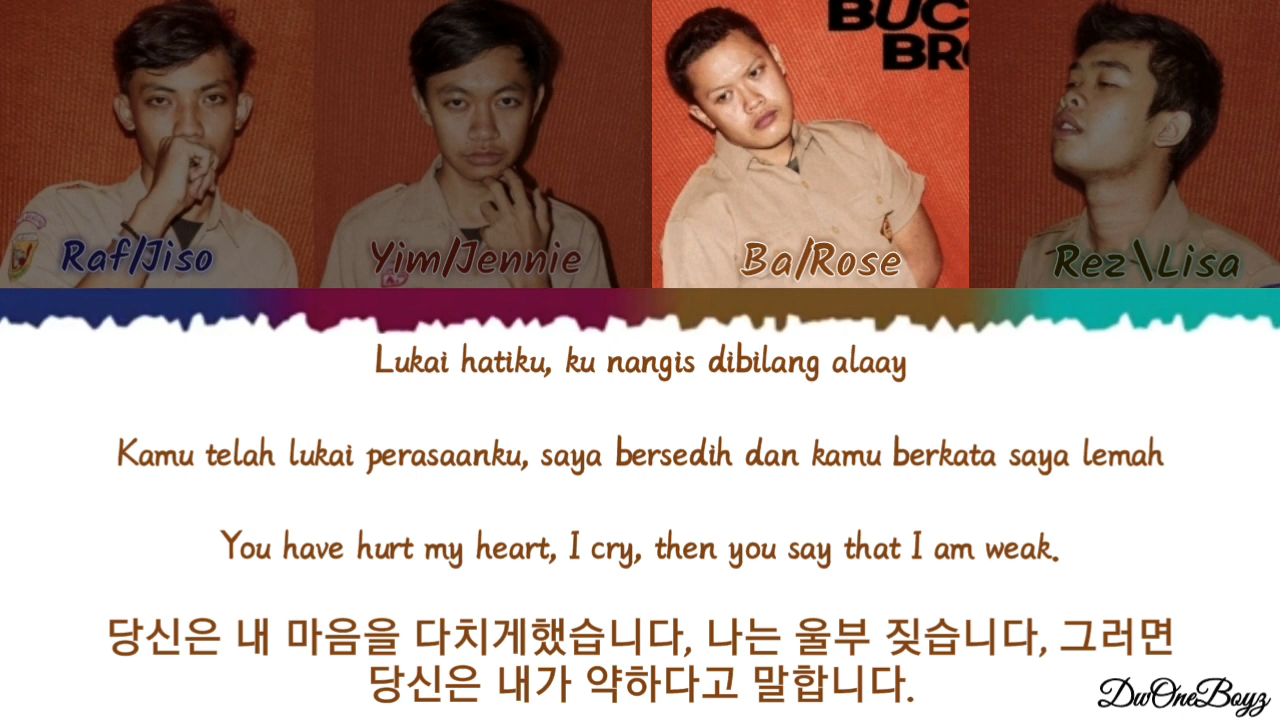 BUC
BRO
Raf/Jiso
Yim/Jennie
Ba/Rose
Rez\Lisa
Lukai hatiku, ku nangis dibilang alaay
Kamu telah lukai perasaanku, saya bersedih dan kamu berkata saya lemah
You have hurt my heart, I cry, then you say that I am weak.
당신은 내 마음을 다치게했습니다, 나는 울부 짖습니다, 그러면
당신은 내가 약하다고 말합니다.
DwOneBoyz